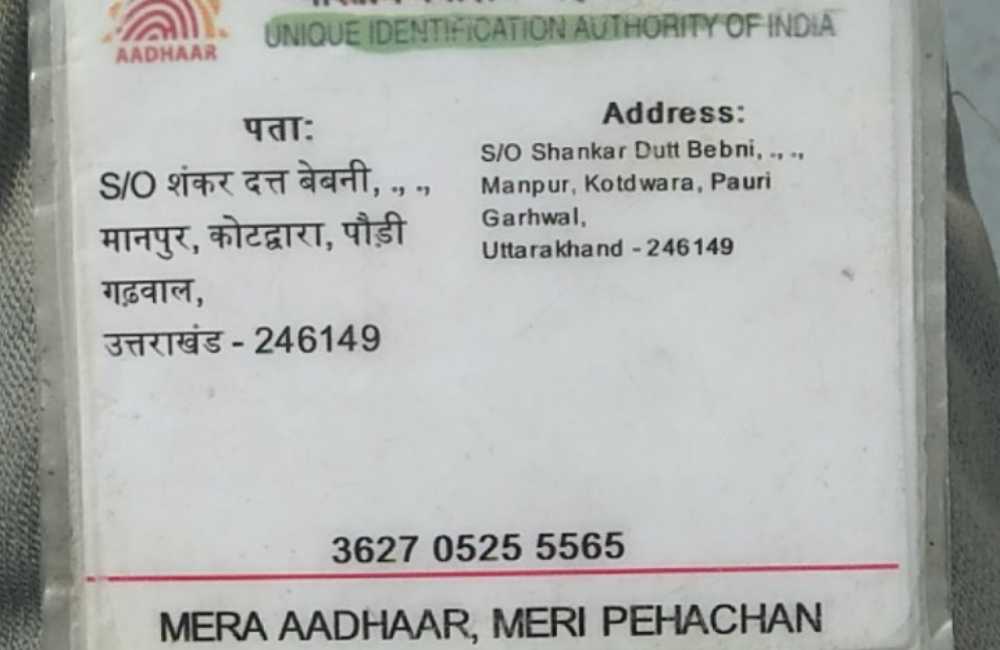 AADHAAR
UNIQUE IDENTIFICATION AUTHORITY OF INDIA
पता:
S/O शंकर दत्त बेबनी, ., .,
मानपुर, कोटद्वारा, पौड़ी
गढ़वाल,
उत्तराखंड - 246149
Address:
S/O Shankar Dutt Bebni, ., .,
Manpur, Kotdwara, Pauri
Garhwal,
Uttarakhand - 246149
3627 0525 5565
MERA AADHAAR, MERI PEHACHAN